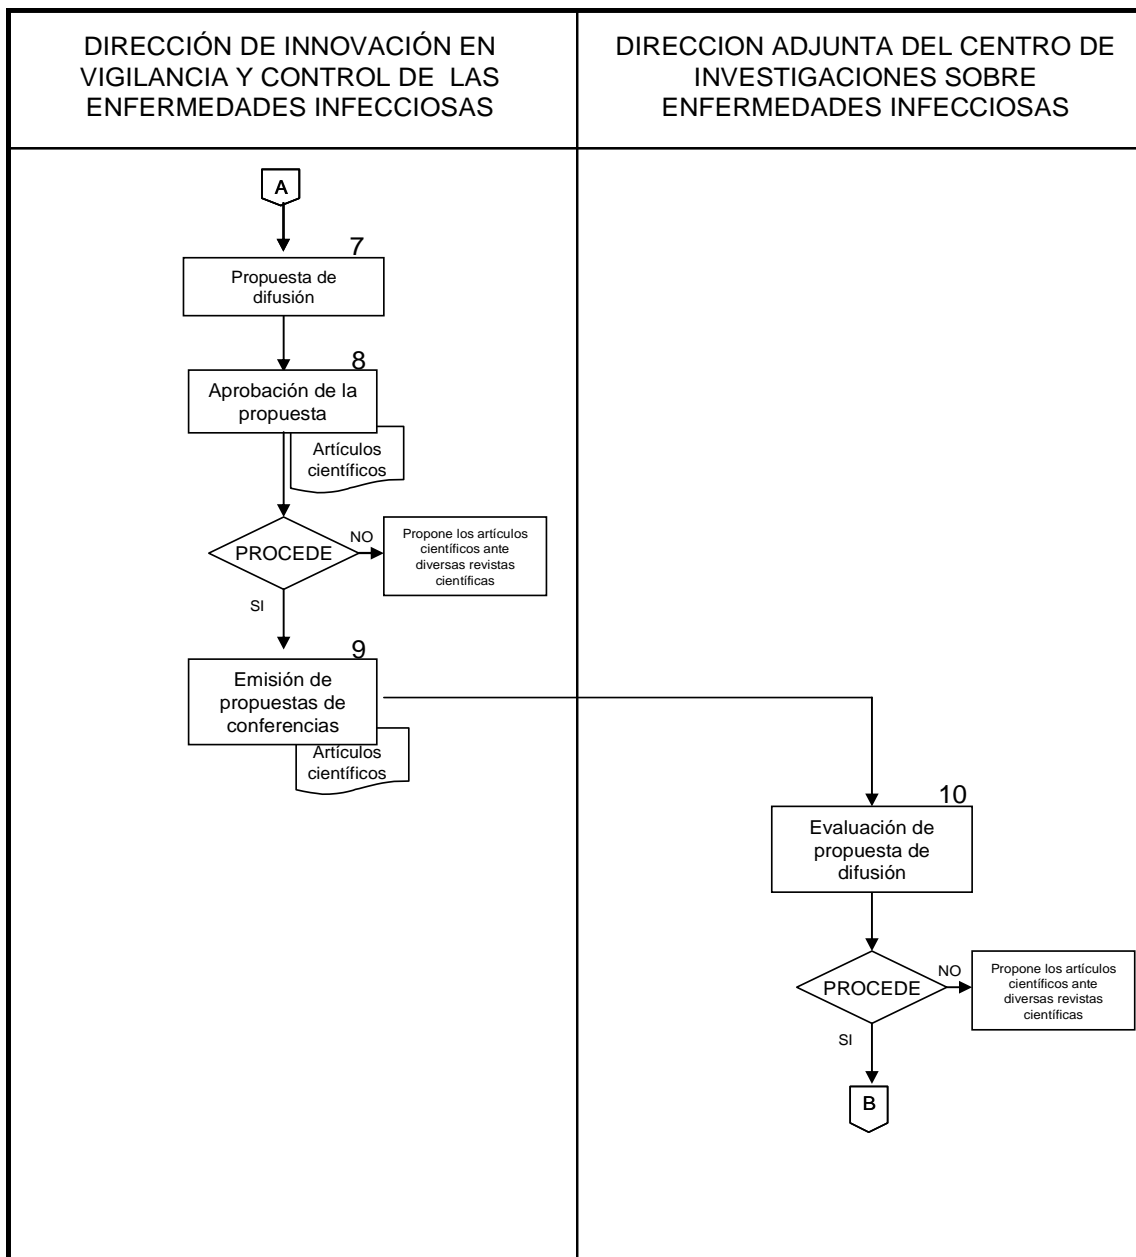 DIRECCIÓN DE INNOVACIÓN EN
VIGILANCIA Y CONTROL DE LAS
ENFERMEDADES INFECCIOSAS
DIRECCION ADJUNTA DEL CENTRO DE
INVESTIGACIONES SOBRE
ENFERMEDADES INFECCIOSAS
A
7
Propuesta de
difusión
8
Aprobación de la
propuesta
Artículos
científicos
PROCEDE
NO
Propone los artículos
científicos ante
diversas revistas
científicas
SI
9
Emisión de
propuestas de
conferencias
Artículos
científicos
10
Evaluación de
propuesta de
difusión
PROCEDE
NO
Propone los artículos
científicos ante
diversas revistas
científicas
SI
B